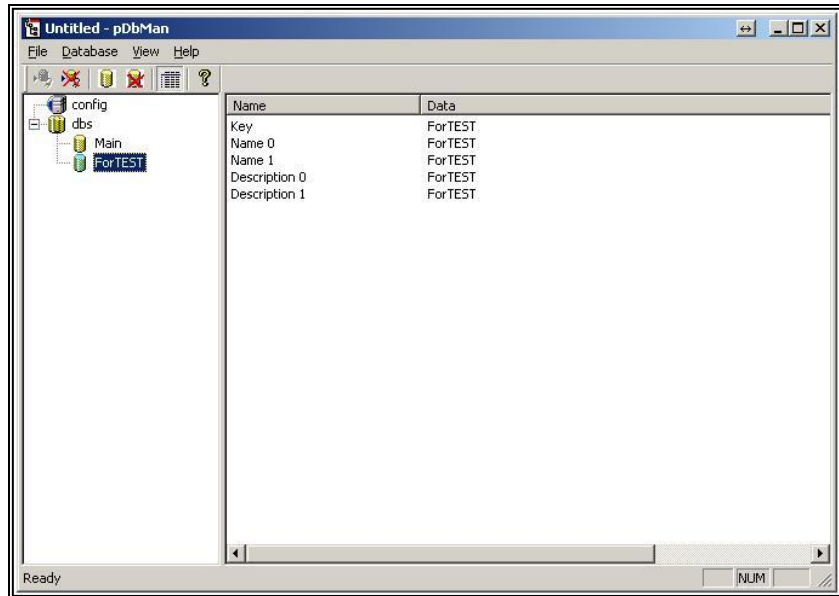 Untitled - pDbMan
File Database View Help
config
dbs
Main
ForTEST
Name Data
Key ForTEST
Name 0 ForTEST
Name 1 ForTEST
Description 0 ForTEST
Description 1 ForTEST
Ready NUM